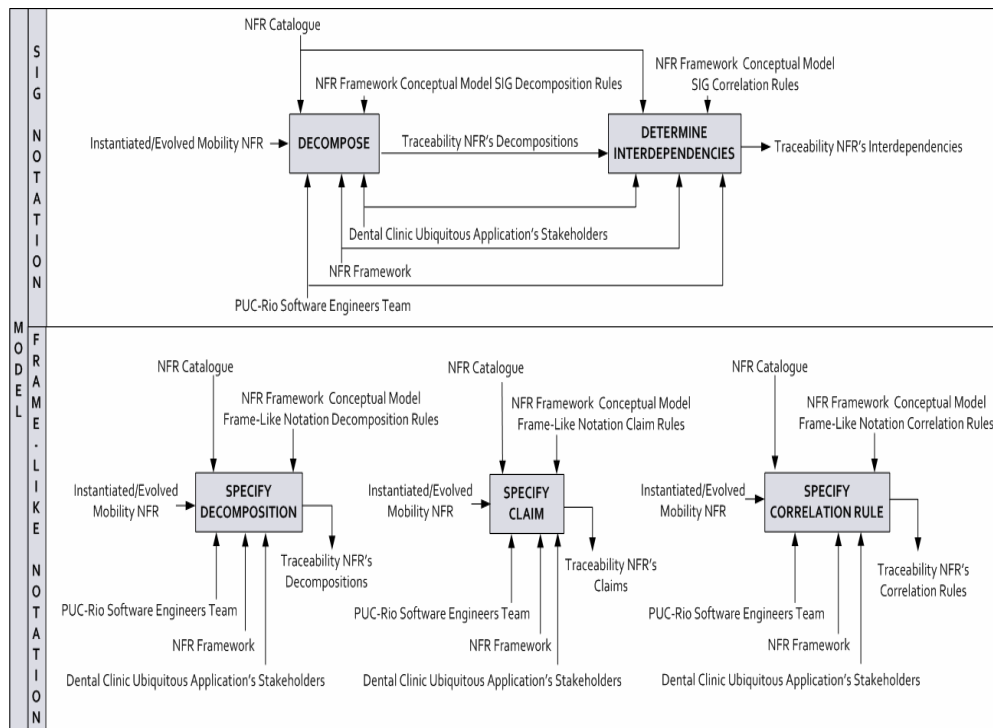 MODEL
SIG NOTATION
NFR Catalogue
NFR Framework Conceptual Model SIG Decomposition Rules
NFR Framework Conceptual Model
SIG Correlation Rules
Instantiated/Evolved Mobility NFR
DECOMPOSE
Traceability NFR's Decompositions
DETERMINE
INTERDEPENDENCIES
Traceability NFR's Interdependencies
Dental Clinic Ubiquitous Application's Stakeholders
NFR Framework
PUC-Rio Software Engineers Team
FRAME-LIKE NOTATION
NFR Catalogue
NFR Framework Conceptual Model
Frame-Like Notation Decomposition Rules
Instantiated/Evolved
Mobility NFR
SPECIFY
DECOMPOSITION
Traceability NFR's
Decompositions
PUC-Rio Software Engineers Team
NFR Framework
Dental Clinic Ubiquitous Application's Stakeholders
NFR Catalogue
NFR Framework Conceptual Model
Frame-Like Notation Claim Rules
Instantiated/Evolved
Mobility NFR
SPECIFY
CLAIM
Traceability NFR's
Claims
PUC-Rio Software Engineers Team
NFR Framework
Dental Clinic Ubiquitous Application's Stakeholders
NFR Catalogue
NFR Framework Conceptual Model
Frame-Like Notation Correlation Rules
Instantiated/Evolved
Mobility NFR
SPECIFY
CORRELATION RULE
Traceability NFR's
Correlation Rules
PUC-Rio Software Engineers Team
NFR Framework
Dental Clinic Ubiquitous Application's Stakeholders